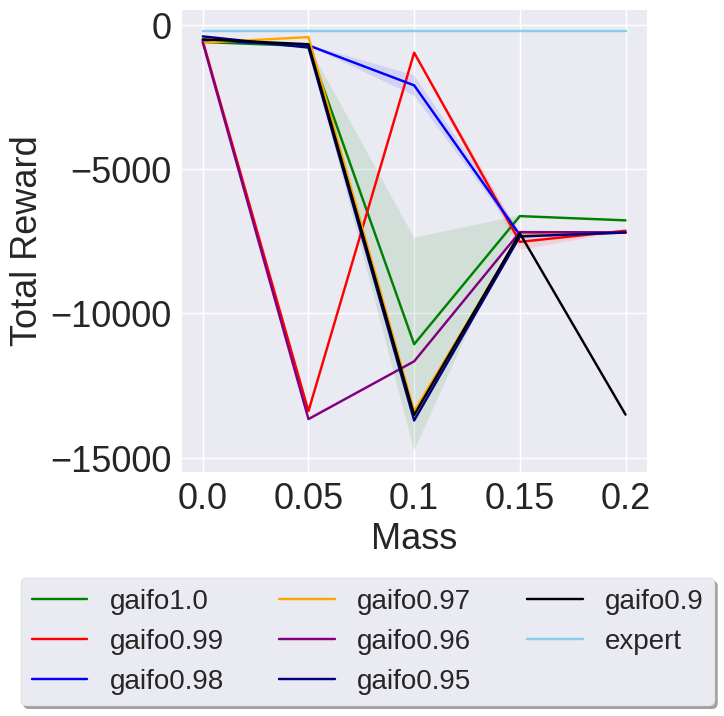 0
−5000
−10000
−15000
Total Reward
0.0 0.05 0.1 0.15 0.2
Mass
gaifo1.0 gaifo0.97 gaifo0.9
gaifo0.99 gaifo0.96 expert
gaifo0.98 gaifo0.95